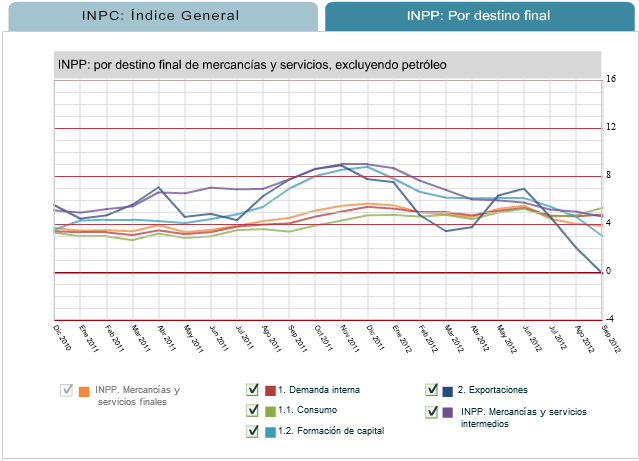 INPC: Índice General
INPP: Por destino final
INPP: por destino final de mercancías y servicios, excluyendo petróleo
16
12
8
4
0
-4
Dic 2010
Ene 2011
Feb 2011
Mar 2011
Abr 2011
May 2011
Jun 2011
Jul 2011
Ago 2011
Sep 2011
Oct 2011
Nov 2011
Dic 2011
Ene 2012
Feb 2012
Mar 2012
Abr 2012
May 2012
Jun 2012
Jul 2012
Ago 2012
Sep 2012
INPP. Mercancías y
servicios finales
1. Demanda interna
1.1. Consumo
1.2. Formación de capital
2. Exportaciones
INPP. Mercancías y servicios
intermedios